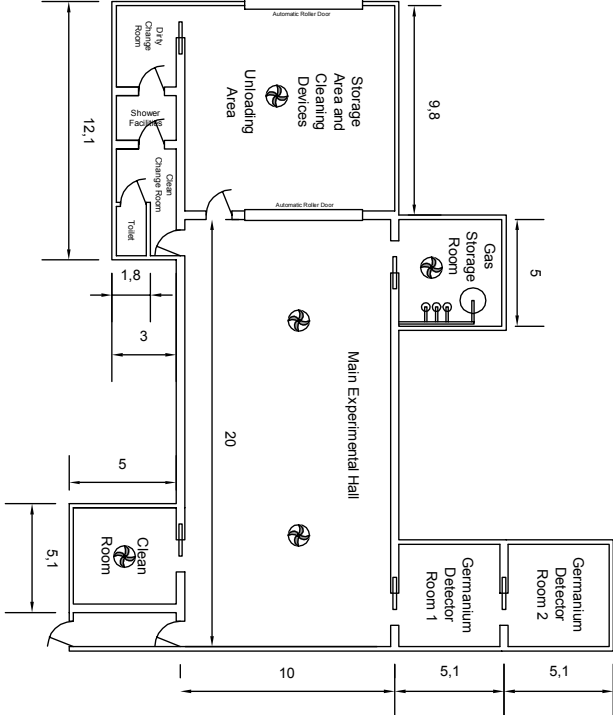 Automatic Roller Door
Dirty
Change
Room
Storage
Area and
Cleaning
Devices
Unloading
Area
9,8
Shower
Facilities
12,1
Clean
Change Room
Toilet
Automatic Roller Door
Gas
Storage
Room
5
1,8
3
Main Experimental Hall
20
5
5,1
Clean
Room
Germanium
Detector
Room 1
Germanium
Detector
Room 2
10
5,1
5,1